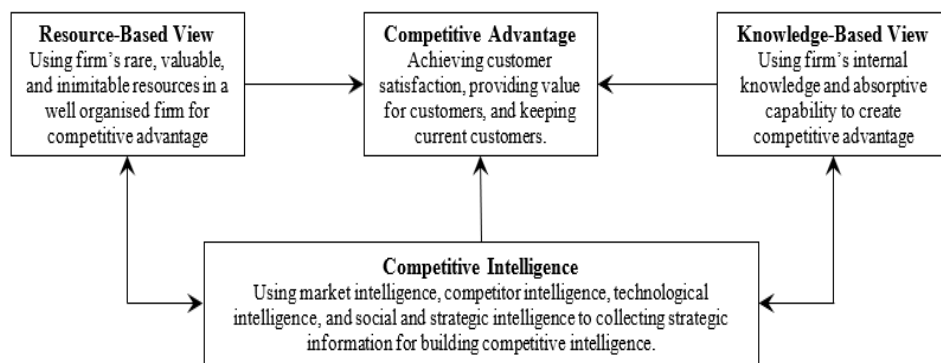 Resource-Based View
Using firm's rare, valuable,
and inimitable resources in a
well organised firm for
competitive advantage
Competitive Advantage
Achieving customer
satisfaction, providing value
for customers, and keeping
current customers.
Knowledge-Based View
Using firm's internal
knowledge and absorptive
capability to create
competitive advantage
Competitive Intelligence
Using market intelligence, competitor intelligence, technological
intelligence, and social and strategic intelligence to collecting strategic
information for building competitive intelligence.